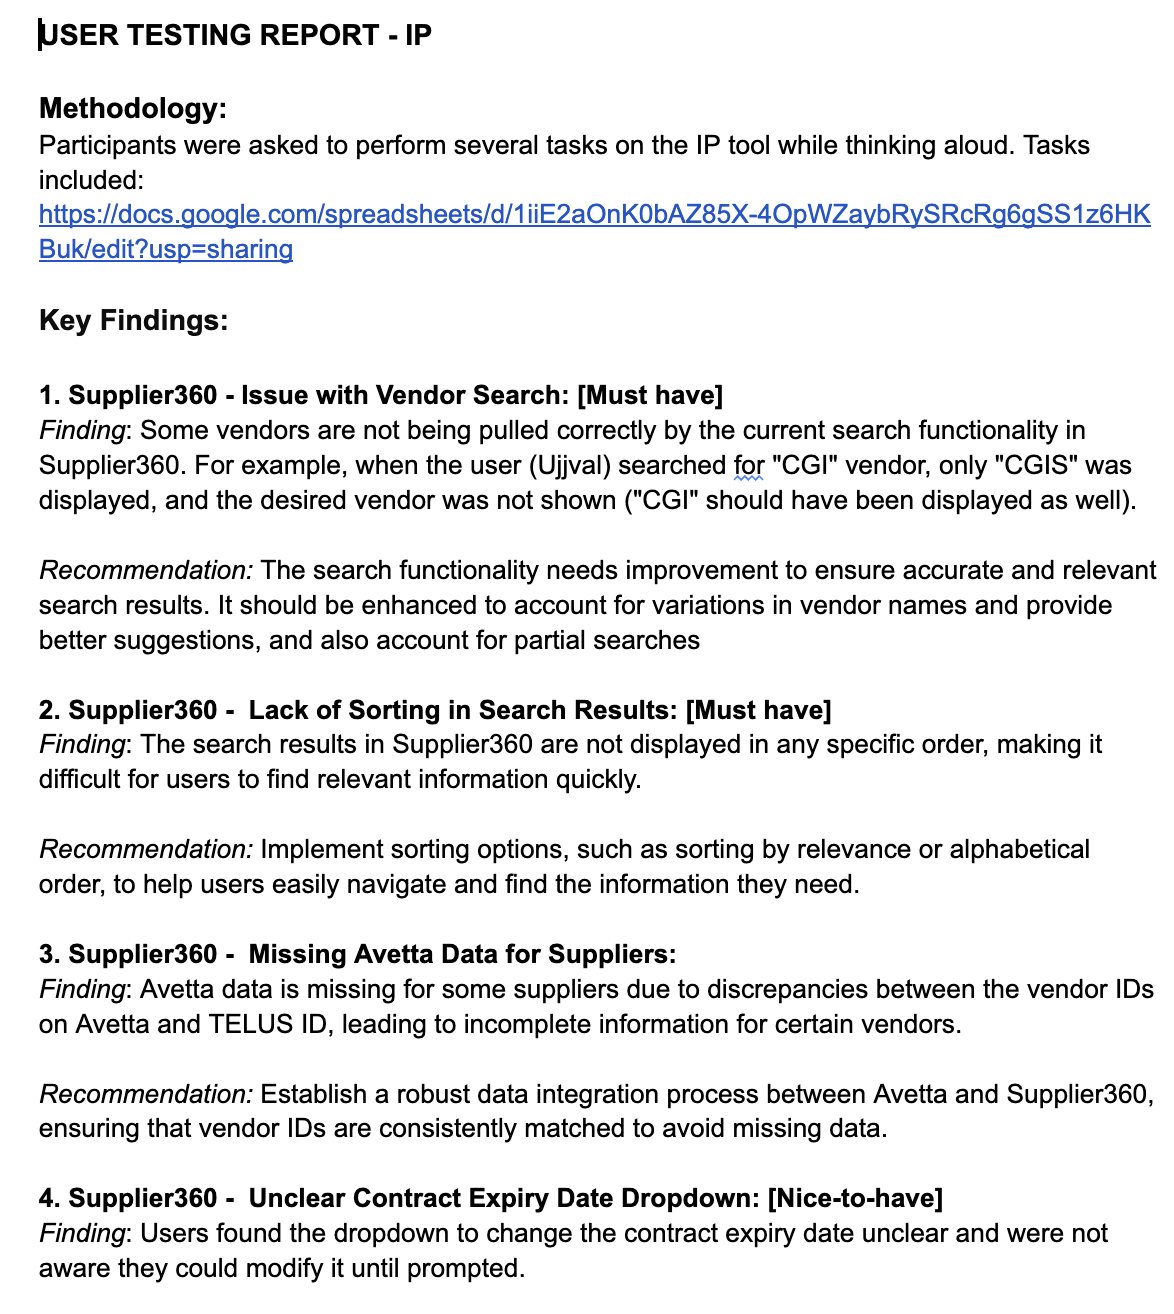 USER TESTING REPORT - IP
Methodology:
Participants were asked to perform several tasks on the IP tool while thinking aloud. Tasks
included:
https://docs.google.com/spreadsheets/d/1iiE2aOnK0bAZ85X-4OpWZaybRySRcRg6gSS1z6HK
Buk/edit?usp=sharing
Key Findings:
1. Supplier360 - Issue with Vendor Search: [Must have]
Finding: Some vendors are not being pulled correctly by the current search functionality in
Supplier360. For example, when the user (Ujjval) searched for "CGI" vendor, only "CGIS" was
displayed, and the desired vendor was not shown ("CGI" should have been displayed as well).
Recommendation: The search functionality needs improvement to ensure accurate and relevant
search results. It should be enhanced to account for variations in vendor names and provide
better suggestions, and also account for partial searches
2. Supplier360 -  Lack of Sorting in Search Results: [Must have]
Finding: The search results in Supplier360 are not displayed in any specific order, making it
difficult for users to find relevant information quickly.
Recommendation: Implement sorting options, such as sorting by relevance or alphabetical
order, to help users easily navigate and find the information they need.
3. Supplier360 -  Missing Avetta Data for Suppliers:
Finding: Avetta data is missing for some suppliers due to discrepancies between the vendor IDs
on Avetta and TELUS ID, leading to incomplete information for certain vendors.
Recommendation: Establish a robust data integration process between Avetta and Supplier360,
ensuring that vendor IDs are consistently matched to avoid missing data.
4. Supplier360 -  Unclear Contract Expiry Date Dropdown: [Nice-to-have]
Finding: Users found the dropdown to change the contract expiry date unclear and were not
aware they could modify it until prompted.